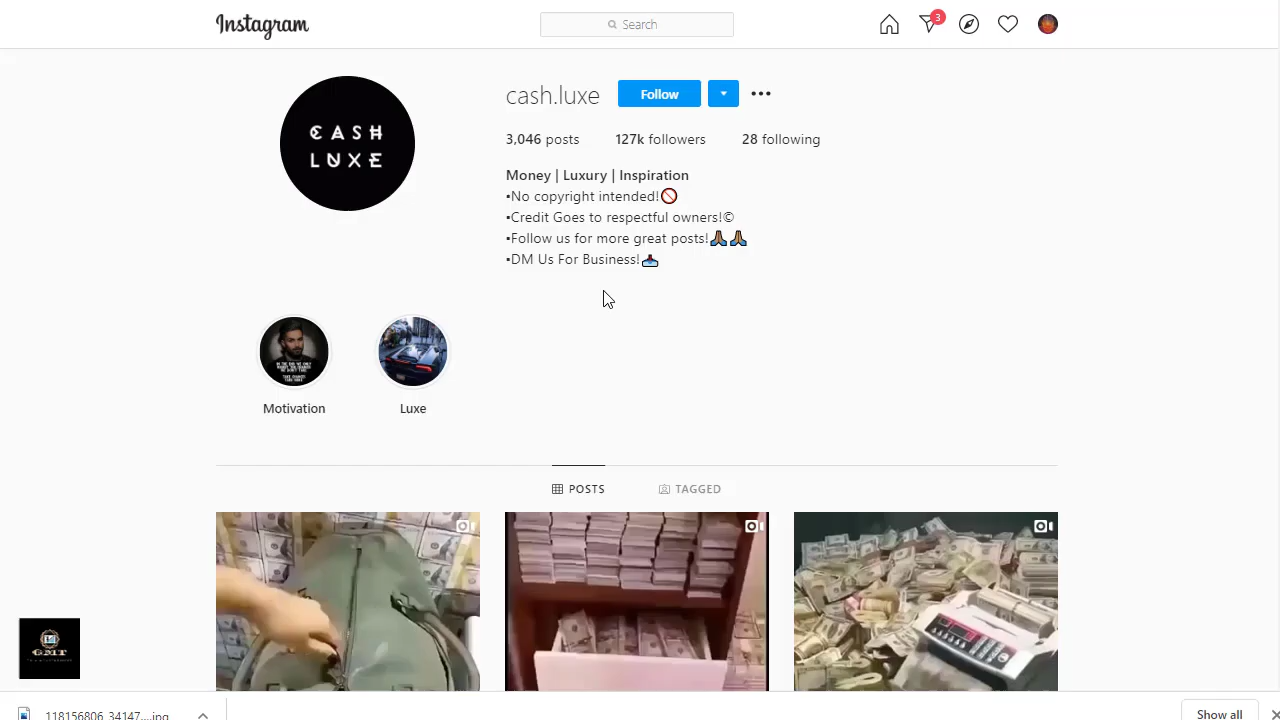 Instagram
Search
3
CASH
LUXE
cash.luxe
Follow
3,046 posts 127k followers 28 following
Money | Luxury | Inspiration
▪No copyright intended!🚫
▪Credit Goes to respectful owners!©
▪Follow us for more great posts!🙏🏾🙏🏽
▪DM Us For Business!📥
Motivation
Luxe
POSTS
TAGGED
GMT
118156806_34147....jpg
Show all